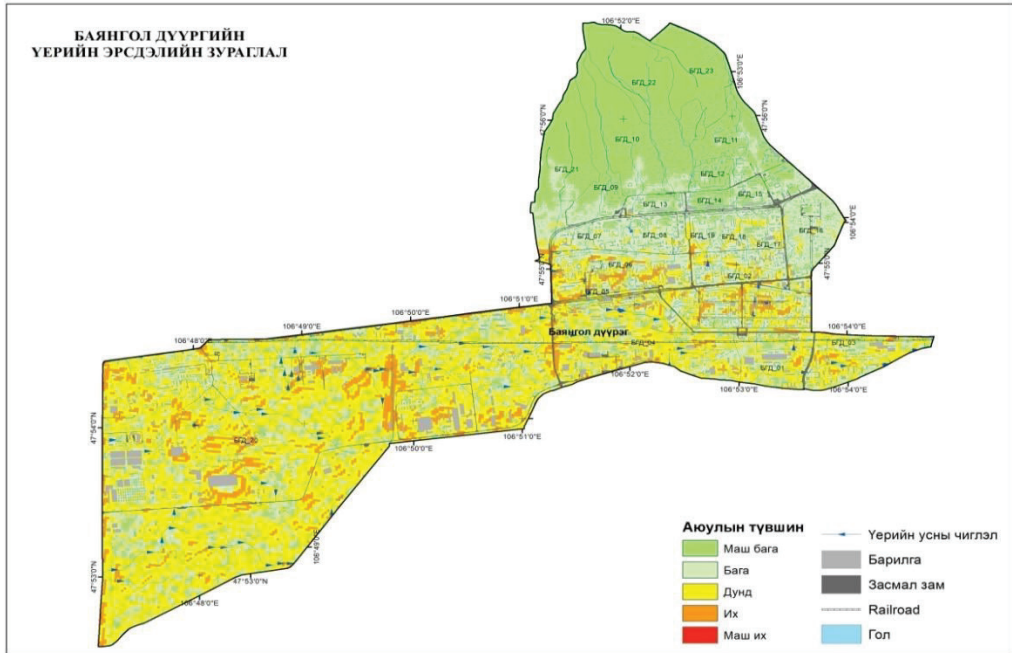 БАЯНГОЛ ДҮҮРГИЙН
ҮЕРИЙН ЭРСДЭЛИЙН ЗУРАГЛАЛ
106°52'0"E
106°53'0"E
БГД_23
БГД_22
47°56'0"N
47°56'0"N
БГД_10
БГД_11
БГД_21
БГД_12
БГД_09
БГД_15
БГД_13
БГД_14
106°54'0"E
БГД_07
БГД_08
БГД_19
БГД_18
БГД_17
47°55'0"N
БГД_06
47°55'0"N
БГД_02
БГД_05
106°51'0"E
106°50'0"E
106°49'0"E
106°48'0"E
Баянгол дүүрэг
106°54'0"E
БГД_04
БГД_03
БГД_01
106°52'0"E
106°53'0"E
106°54'0"E
47°54'0"N
106°51'0"E
106°50'0"E
106°49'0"E
47°53'0"N
47°53'0"N
106°48'0"E
Аюулын түвшин
Маш бага
Бага
Дунд
Их
Маш их
Үерийн усны чиглэл
Барилга
Засмал зам
Railroad
Гол